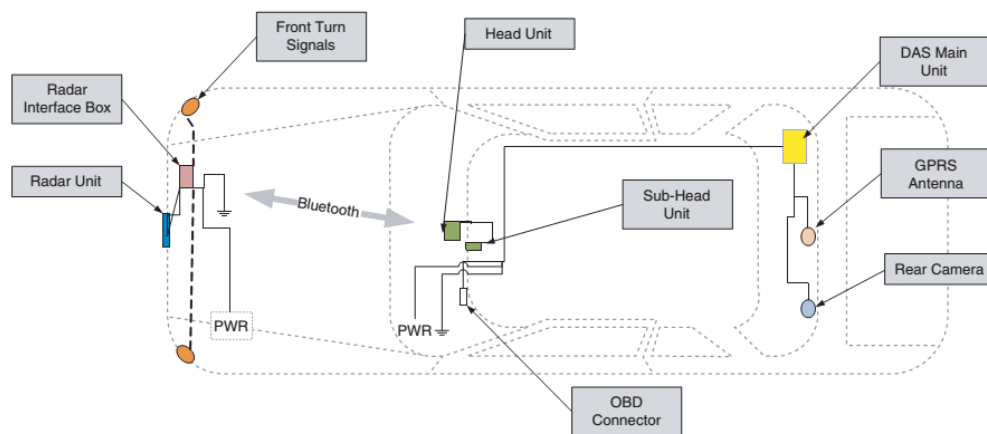 Front Turn
Signals
Head Unit
DAS Main
Unit
Radar
Interface Box
GPRS
Antenna
Radar Unit
Bluetooth
Sub-Head
Unit
Rear Camera
PWR
PWR
OBD
Connector